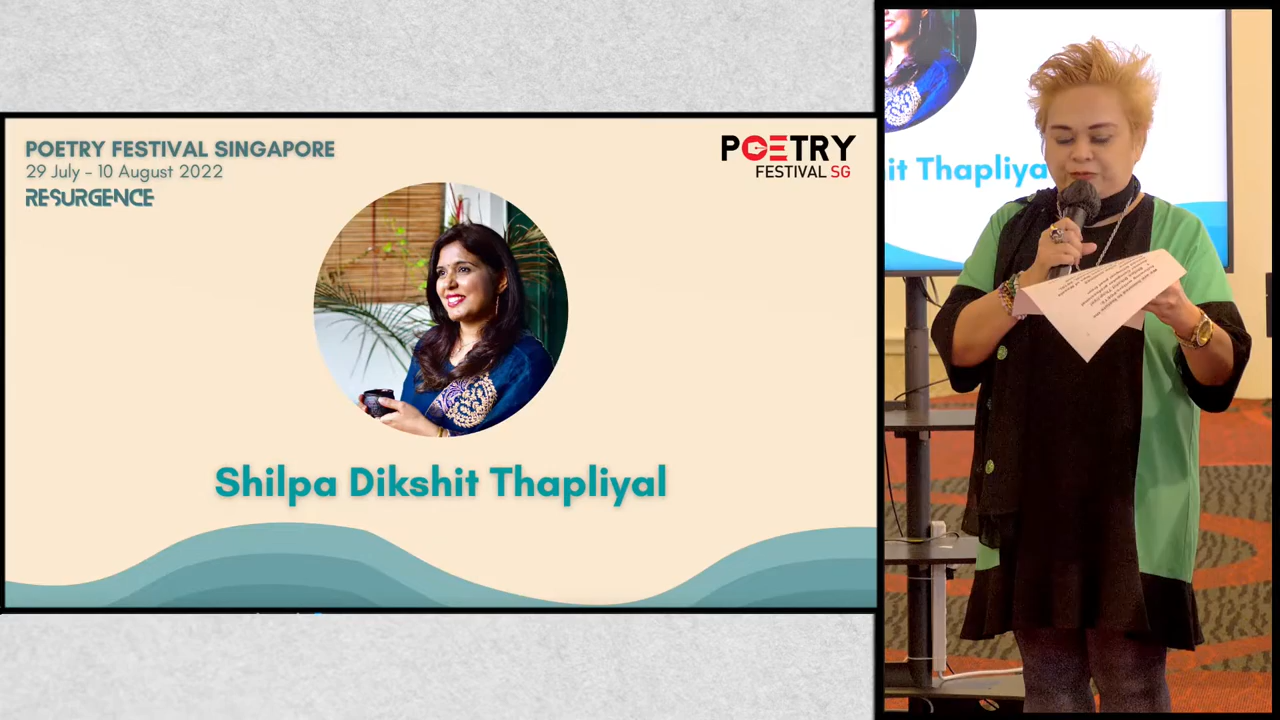 POETRY FESTIVAL SINGAPORE
29 July - 10 August 2022
RESURGENCE
POETRY
FESTIVAL SG
Shilpa Dikshit Thapliyal
it Thapliya